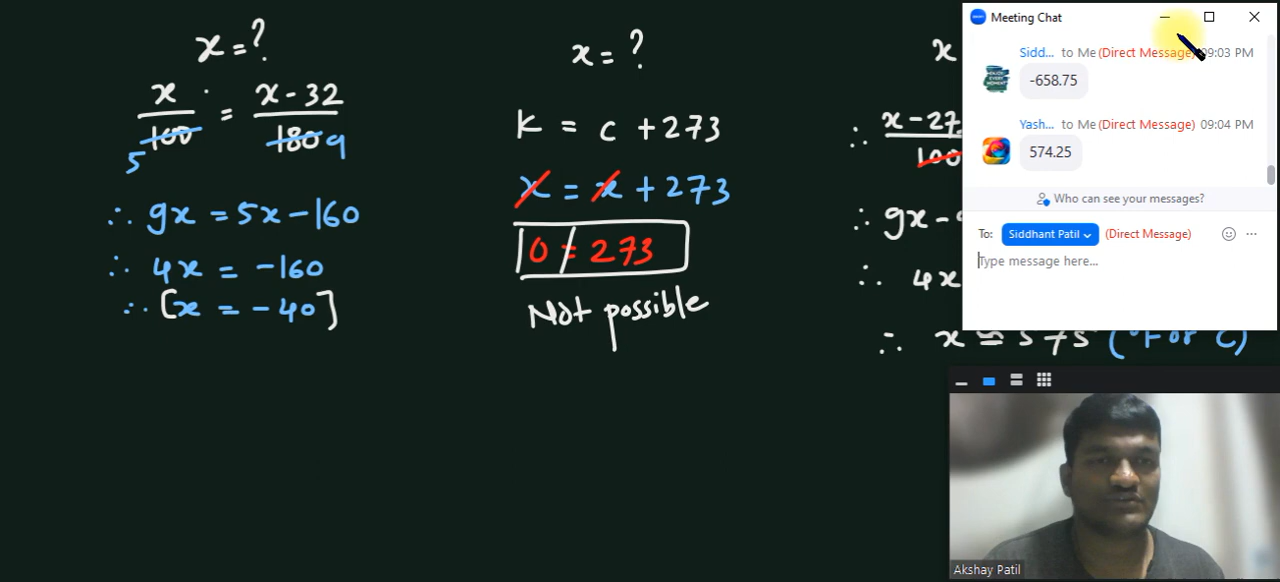 x = ?
x/100 = x - 32/180
5 9
∴ 9x = 5x - 160
∴ 4x = -160
∴ [x = -40]
x = ?
K = C + 273
x = x + 273
0 ≠ 273
Not possible
x
∴ x - 27
100
∴ 9x -
∴ 4x
∴ x ≌ 575 (°F or C)
Meeting Chat
Sidd... to Me (Direct Message) 09:03 PM
-658.75
Yash... to Me (Direct Message) 09:04 PM
574.25
Who can see your messages?
To: Siddhant Patil (Direct Message)
Type message here...
Akshay Patil